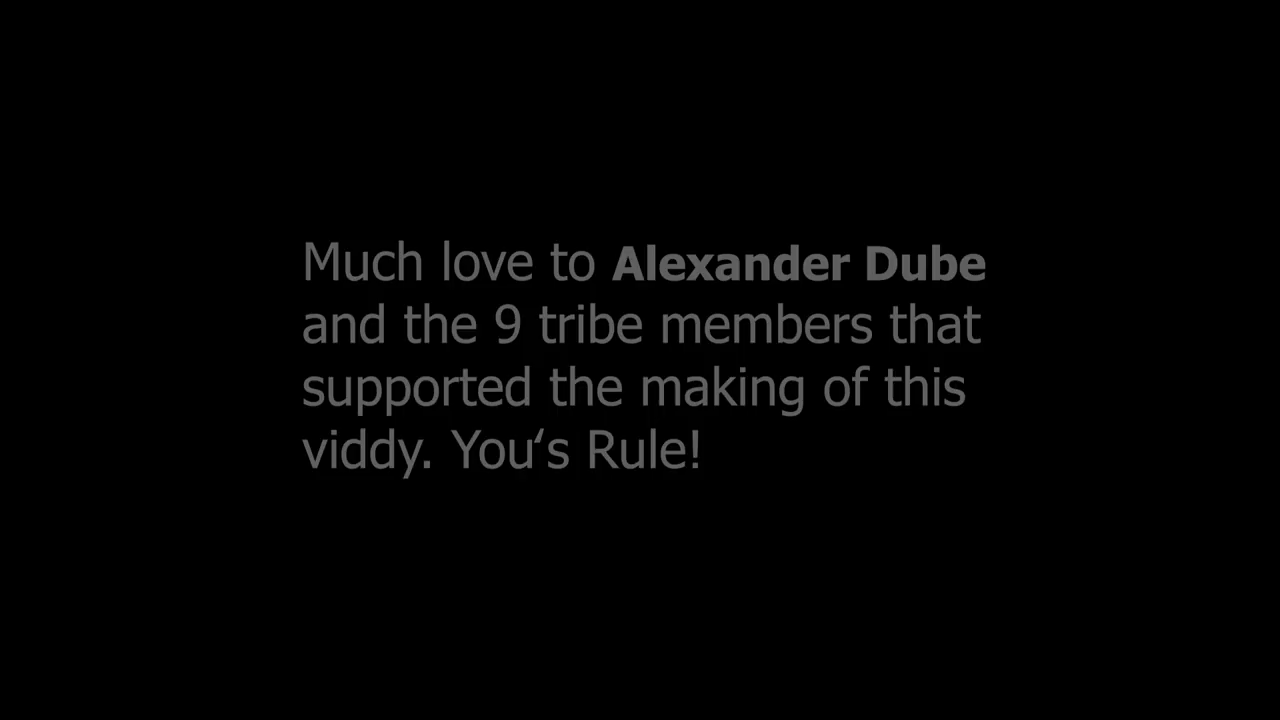 Much love to Alexander Dube
and the 9 tribe members that
supported the making of this
viddy. You‘s Rule!